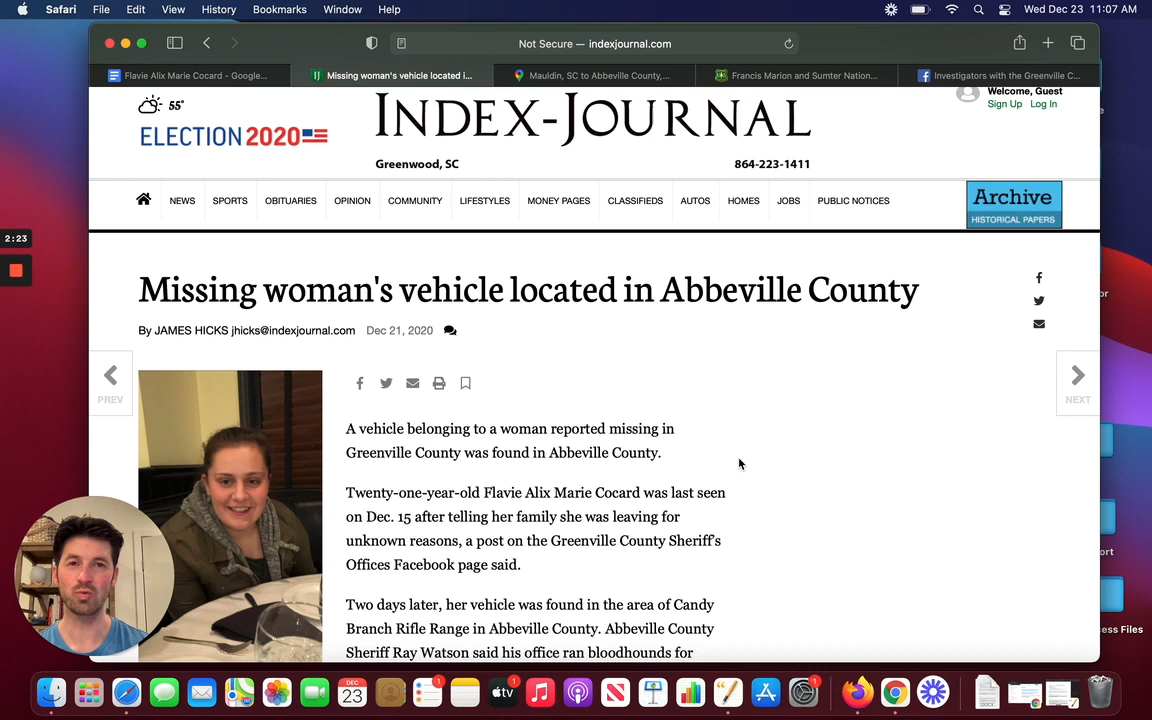 Safari File Edit View History Bookmarks Window Help Wed Dec 23 11:07 AM
Not Secure — indexjournal.com
Flavie Alix Marie Cocard - Google... Missing woman's vehicle located i... Mauldin, SC to Abbeville County,... Francis Marion and Sumter Nation... Investigators with the Greenville C...
55°
ELECTION 2020
INDEX-JOURNAL
Greenwood, SC 864-223-1411
Welcome, Guest
Sign Up Log In
NEWS SPORTS OBITUARIES OPINION COMMUNITY LIFESTYLES MONEY PAGES CLASSIFIEDS AUTOS HOMES JOBS PUBLIC NOTICES
Archive
HISTORICAL PAPERS
2:23
Missing woman's vehicle located in Abbeville County
By JAMES HICKS jhicks@indexjournal.com Dec 21, 2020
PREV
NEXT
A vehicle belonging to a woman reported missing in
Greenville County was found in Abbeville County.
Twenty-one-year-old Flavie Alix Marie Cocard was last seen
on Dec. 15 after telling her family she was leaving for
unknown reasons, a post on the Greenville County Sheriff's
Offices Facebook page said.
Two days later, her vehicle was found in the area of Candy
Branch Rifle Range in Abbeville County. Abbeville County
Sheriff Ray Watson said his office ran bloodhounds for
or
ort
cess Files
DEC
23
1
1
tv
1